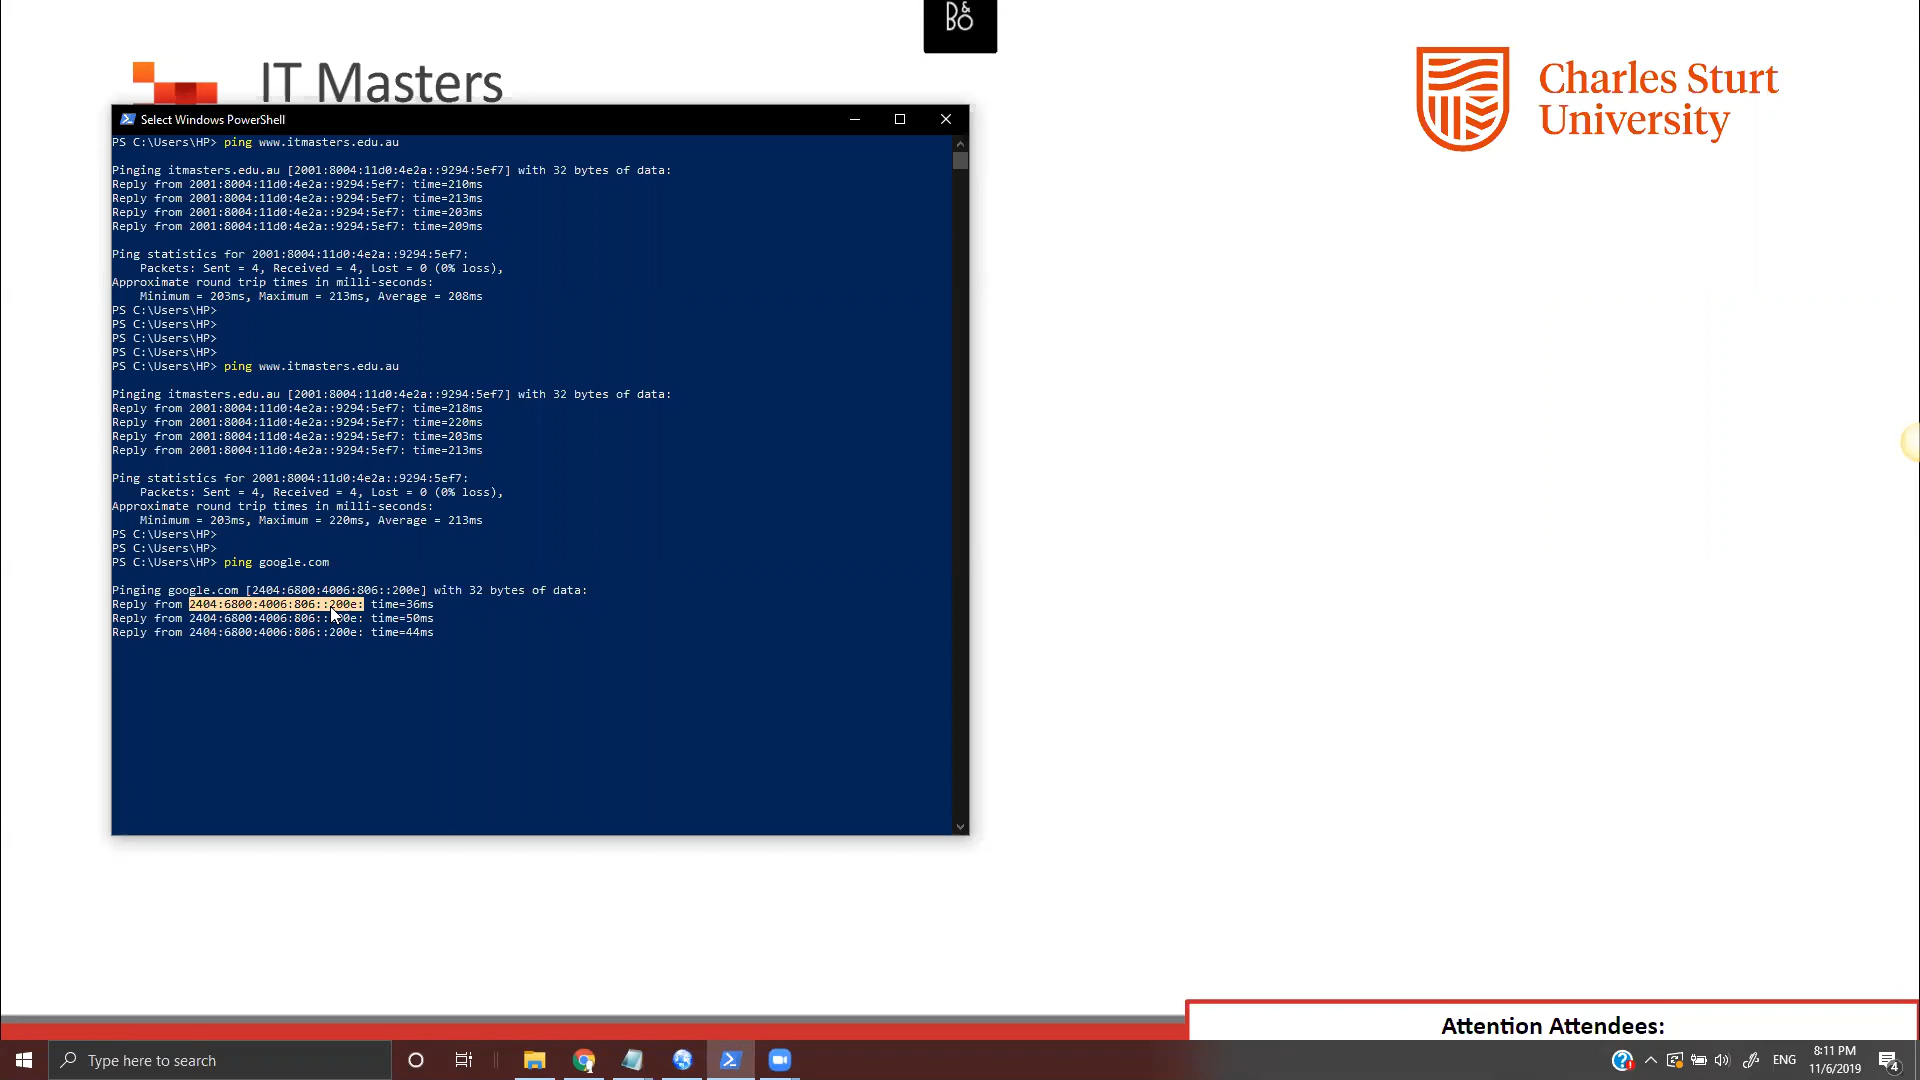 B&O
IT Masters
Charles Sturt
University
Select Windows PowerShell
PS C:\Users\HP> ping www.itmasters.edu.au
Pinging itmasters.edu.au [2001:8004:11d0:4e2a::9294:5ef7] with 32 bytes of data:
Reply from 2001:8004:11d0:4e2a::9294:5ef7: time=210ms
Reply from 2001:8004:11d0:4e2a::9294:5ef7: time=213ms
Reply from 2001:8004:11d0:4e2a::9294:5ef7: time=203ms
Reply from 2001:8004:11d0:4e2a::9294:5ef7: time=209ms
Ping statistics for 2001:8004:11d0:4e2a::9294:5ef7:
Packets: Sent = 4, Received = 4, Lost = 0 (0% loss),
Approximate round trip times in milli-seconds:
Minimum = 203ms, Maximum = 213ms, Average = 208ms
PS C:\Users\HP>
PS C:\Users\HP>
PS C:\Users\HP>
PS C:\Users\HP>
PS C:\Users\HP> ping www.itmasters.edu.au
Pinging itmasters.edu.au [2001:8004:11d0:4e2a::9294:5ef7] with 32 bytes of data:
Reply from 2001:8004:11d0:4e2a::9294:5ef7: time=218ms
Reply from 2001:8004:11d0:4e2a::9294:5ef7: time=220ms
Reply from 2001:8004:11d0:4e2a::9294:5ef7: time=203ms
Reply from 2001:8004:11d0:4e2a::9294:5ef7: time=213ms
Ping statistics for 2001:8004:11d0:4e2a::9294:5ef7:
Packets: Sent = 4, Received = 4, Lost = 0 (0% loss),
Approximate round trip times in milli-seconds:
Minimum = 203ms, Maximum = 220ms, Average = 213ms
PS C:\Users\HP>
PS C:\Users\HP>
PS C:\Users\HP> ping google.com
Pinging google.com [2404:6800:4006:806::200e] with 32 bytes of data:
Reply from 2404:6800:4006:806::200e: time=36ms
Reply from 2404:6800:4006:806::200e: time=50ms
Reply from 2404:6800:4006:806::200e: time=44ms
Attention Attendees:
Type here to search
ENG
8:11 PM
11/6/2019
4